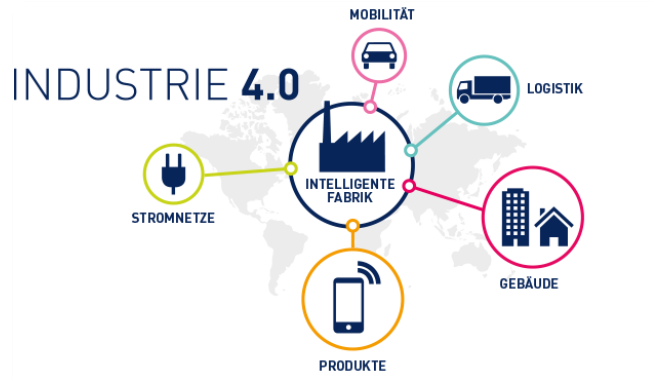 MOBILITÄT
INDUSTRIE 4.0
LOGISTIK
INTELLIGENTE
FABRIK
STROMNETZE
GEBÄUDE
PRODUKTE